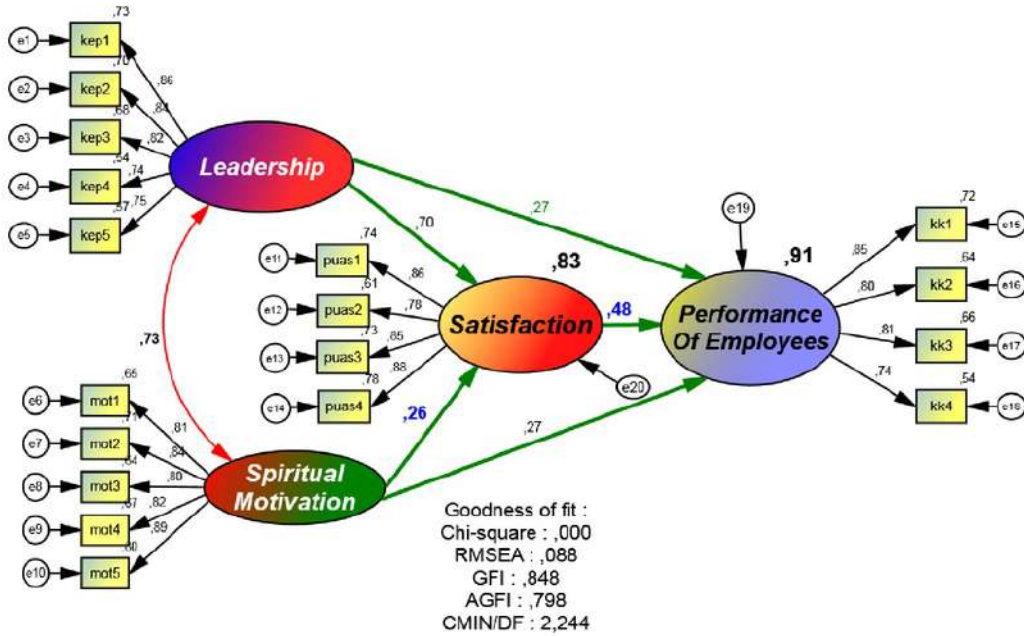 ,73
e1
kep1
,70
,86
e2
kep2
,84
,68
e3
kep3
,82
,54
e4
kep4
,74
,57
,75
e5
kep5
Leadership
,27
,70
e19
,72
kk1
e15
,85
,91
,64
kk2
e16
,80
Performance
Of Employees
,66
kk3
e17
,81
,54
kk4
e18
,74
,74
e11
puas1
,86
,61
e12
puas2
,78
,73
e13
puas3
,85
,78
e14
puas4
,88
,83
Satisfaction
,48
e20
,73
,26
,27
,65
e6
mot1
,81
,71
e7
mot2
,84
,64
e8
mot3
,80
,67
e9
mot4
,82
,80
e10
mot5
,89
Spiritual
Motivation
Goodness of fit :
Chi-square : ,000
RMSEA : ,088
GFI : ,848
AGFI : ,798
CMIN/DF : 2,244